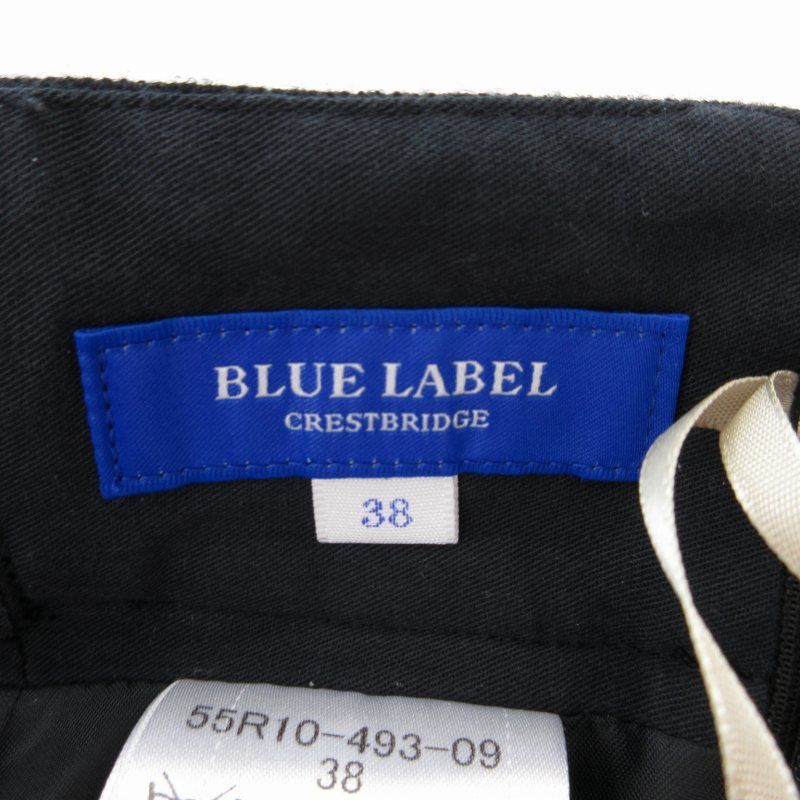 BLUE LABEL
CRESTBRIDGE
38
55R10-493-09
38